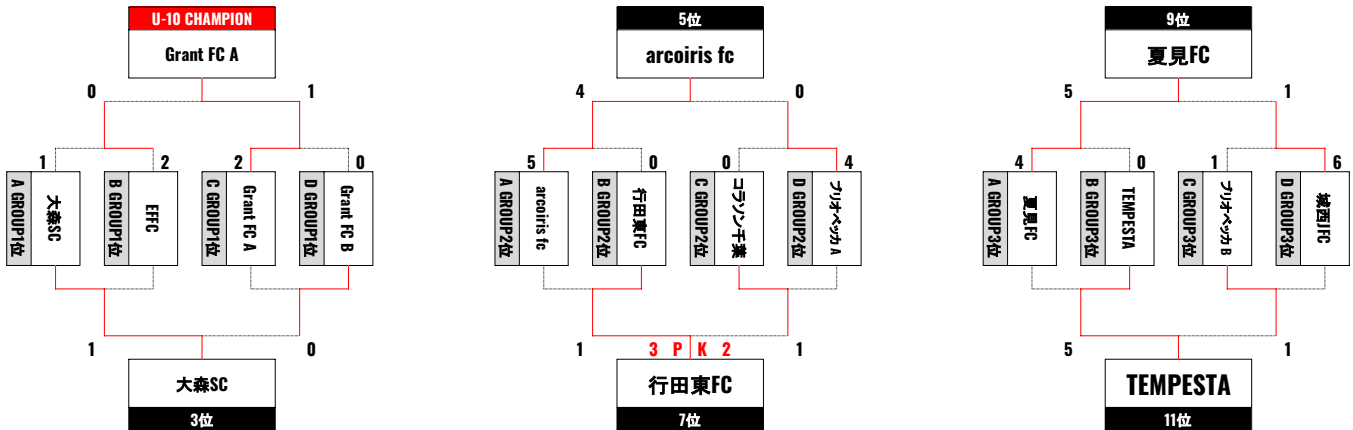 U-10 CHAMPION
Grant FC A
0 1
1 2 2 0
A GROUP1位 大森SC
B GROUP1位 EFFC
C GROUP1位 Grant FC A
D GROUP1位 Grant FC B
1 0
大森SC
3位
5位
arcoiris fc
4 0
5 0 0 4
A GROUP2位 arcoiris fc
B GROUP2位 行田東FC
C GROUP2位 コラソン千葉
D GROUP2位 ブリオベッカ A
1 3 P K 2 1
行田東FC
7位
9位
夏見FC
5 1
4 0 1 6
A GROUP3位 夏見FC
B GROUP3位 TEMPESTA
C GROUP3位 ブリオベッカ B
D GROUP3位 城西JFC
5 1
TEMPESTA
11位